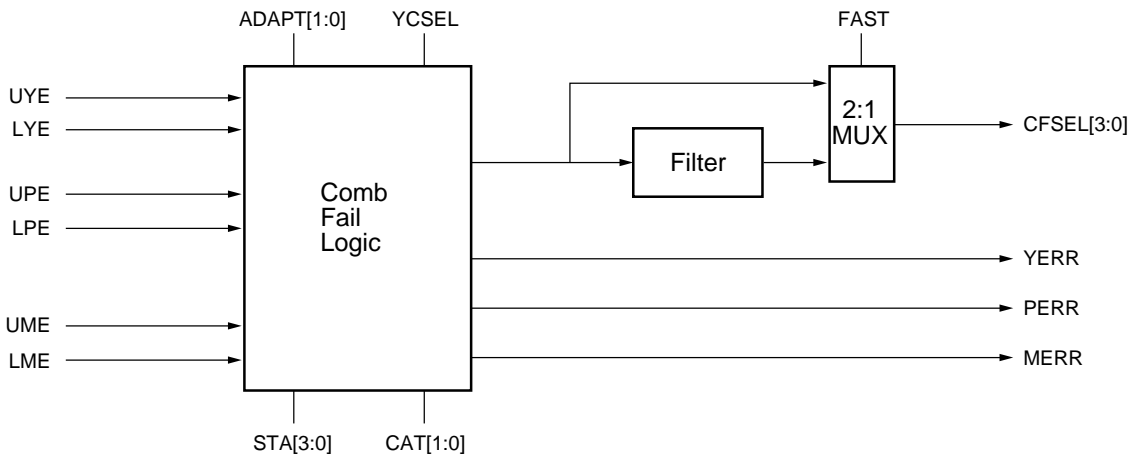 ADAPT[1:0]
YCSEL
FAST
UYE
LYE
UPE
LPE
UME
LME
Comb
Fail
Logic
Filter
2:1
MUX
CFSEL[3:0]
YERR
PERR
MERR
STA[3:0]
CAT[1:0]